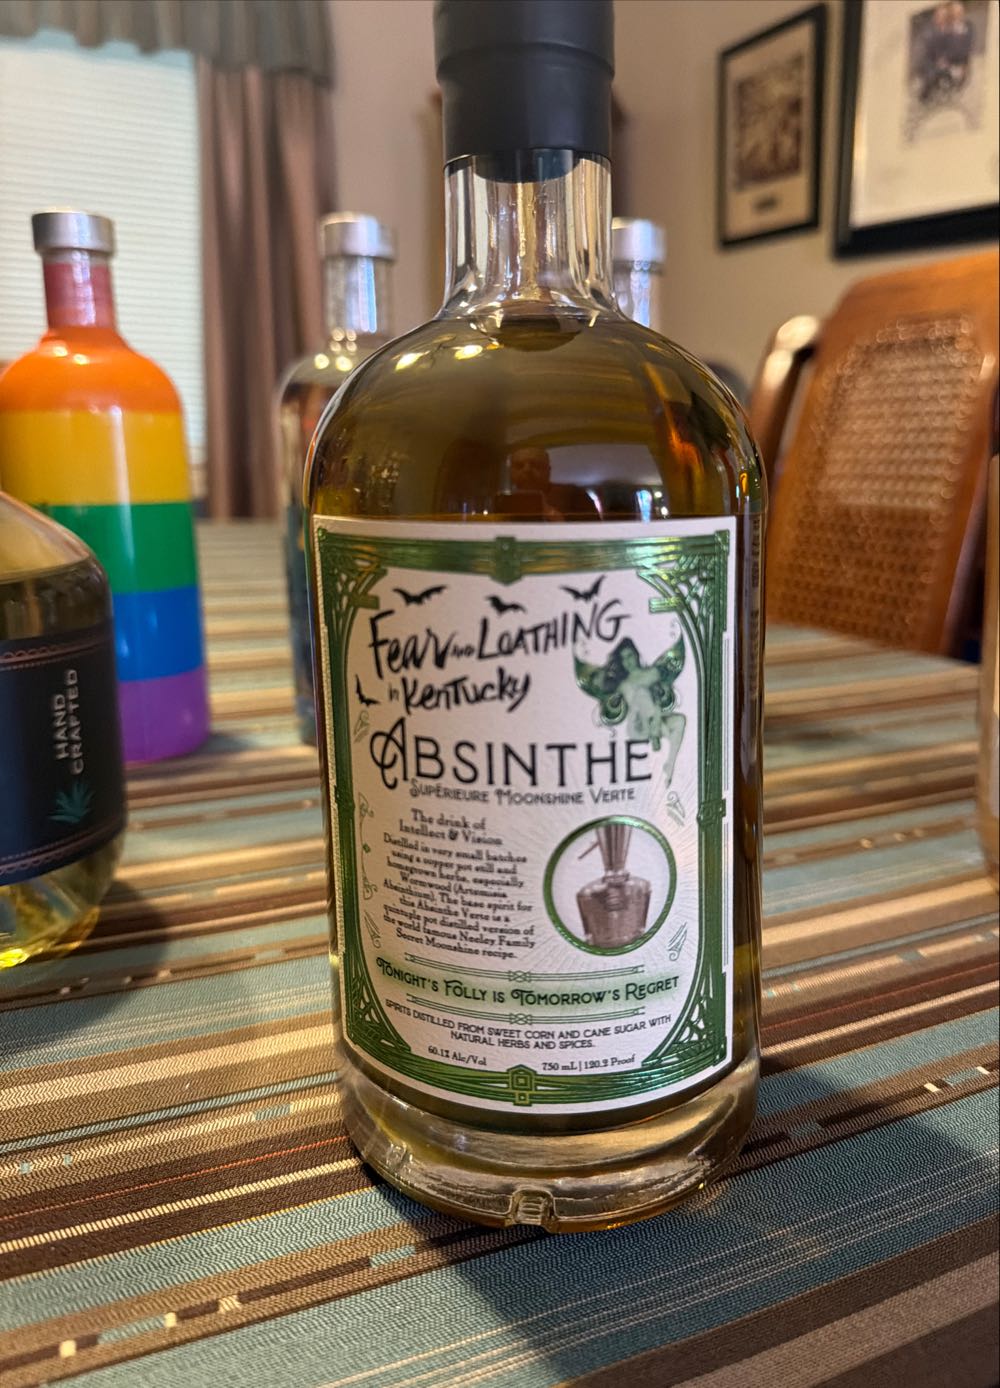 Fear AND LOATHING
in Kentucky
ABSINTHE
SUPÉRIEURE MOONSHINE VERTE
The drink of
Intellect & Vision
Distilled in very small batches
using a copper pot still and
homegrown herbs, especially
Wormwood (Artemisia
Absinthium). The base spirit for
this Absinthe Verte is a
quintuple pot distilled version of
the world famous Neeley Family
Secret Moonshine recipe.
TONIGHT'S FOLLY IS TOMORROW'S REGRET
SPIRITS DISTILLED FROM SWEET CORN AND CANE SUGAR WITH
NATURAL HERBS AND SPICES.
60.1% Alc/Vol 750 mL | 120.2 Proof
HAND
CRAFTED